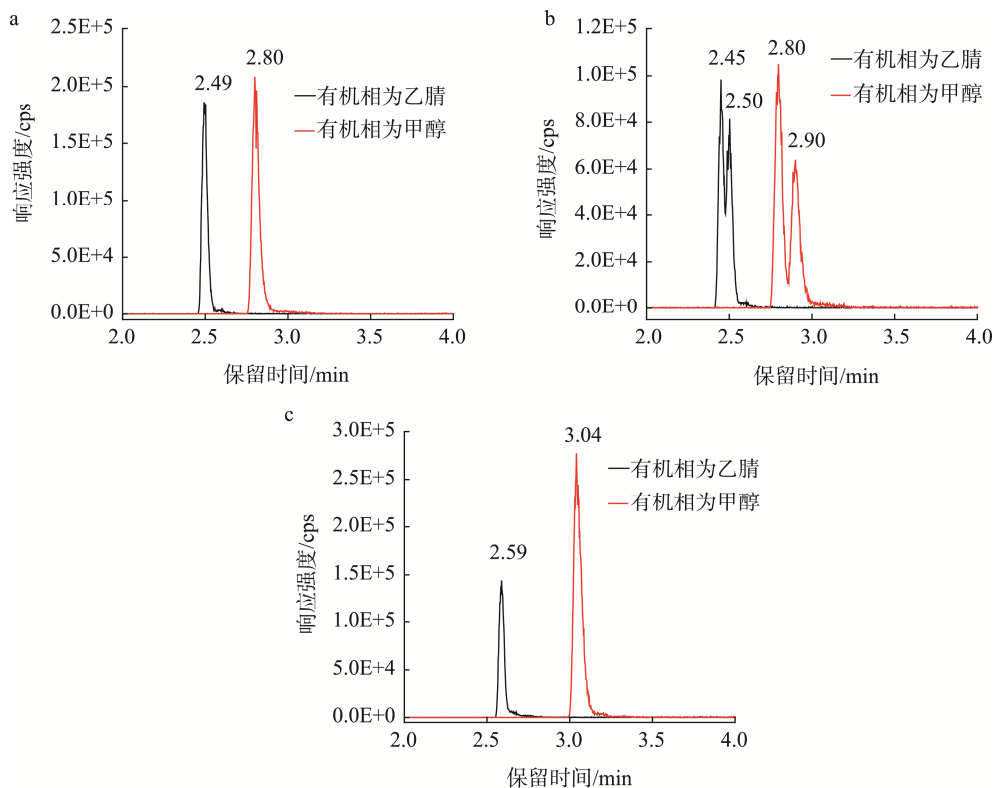 a
2.5E+5
2.0E+5
1.5E+5
1.0E+5
5.0E+4
0.0E+0
响应强度/cps
2.49
2.80
有机相为乙腈
有机相为甲醇
2.0
2.5
3.0
3.5
4.0
保留时间/min
b
1.2E+5
1.0E+5
8.0E+4
6.0E+4
4.0E+4
2.0E+4
0.0E+0
响应强度/cps
2.45
2.50
2.80
2.90
有机相为乙腈
有机相为甲醇
2.0
2.5
3.0
3.5
4.0
保留时间/min
c
3.0E+5
2.5E+5
2.0E+5
1.5E+5
1.0E+5
5.0E+4
0.0E+0
响应强度/cps
2.59
3.04
有机相为乙腈
有机相为甲醇
2.0
2.5
3.0
3.5
4.0
保留时间/min